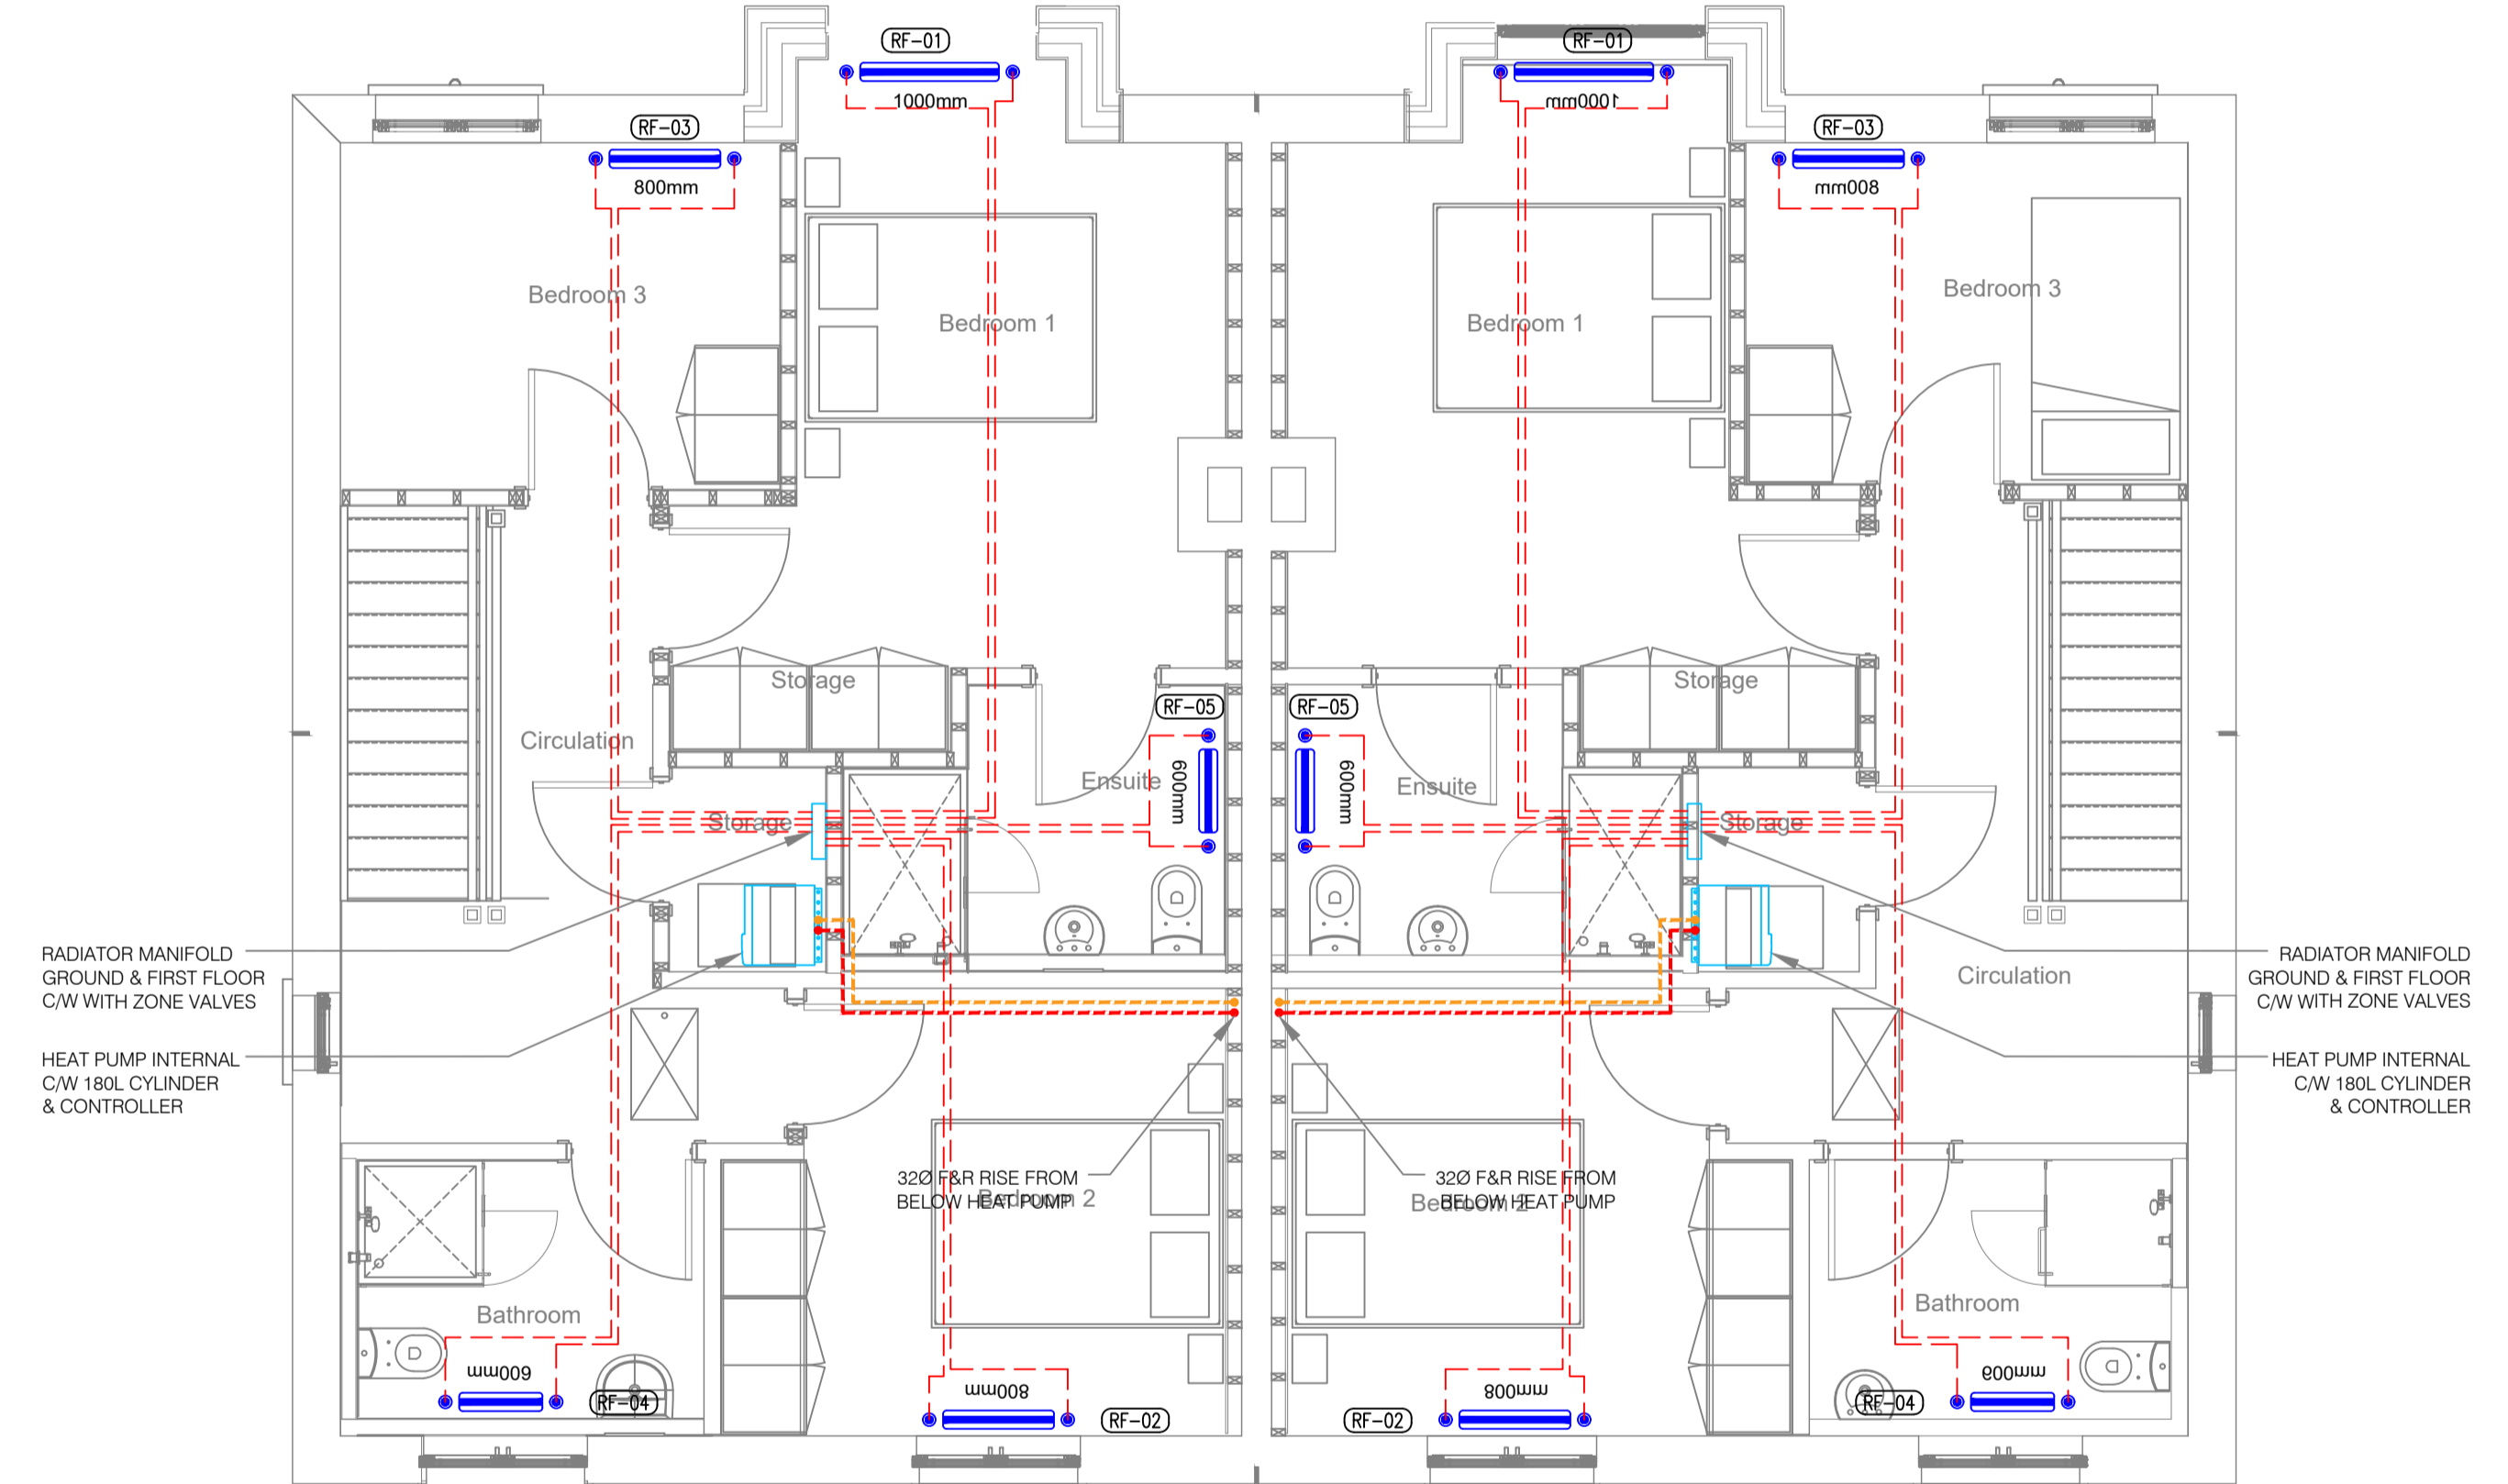 RF-01
RF-01
1000mm
1000mm
RF-03
RF-03
800mm
800mm
Bedroom 3
Bedroom 1
Bedroom 1
Bedroom 3
Storage
Storage
RF-05
RF-05
Circulation
600mm
Ensuite
600mm
Ensuite
Storage
Storage
RADIATOR MANIFOLD
GROUND & FIRST FLOOR
C/W WITH ZONE VALVES
RADIATOR MANIFOLD
GROUND & FIRST FLOOR
C/W WITH ZONE VALVES
Circulation
HEAT PUMP INTERNAL
C/W 180L CYLINDER
& CONTROLLER
HEAT PUMP INTERNAL
C/W 180L CYLINDER
& CONTROLLER
32Ø F&R RISE FROM
BELOW HEAT PUMP
Bedroom 2
32Ø F&R RISE FROM
BELOW HEAT PUMP
Bedroom 2
Bathroom
Bathroom
600mm
800mm
800mm
600mm
RF-04
RF-02
RF-02
RF-04